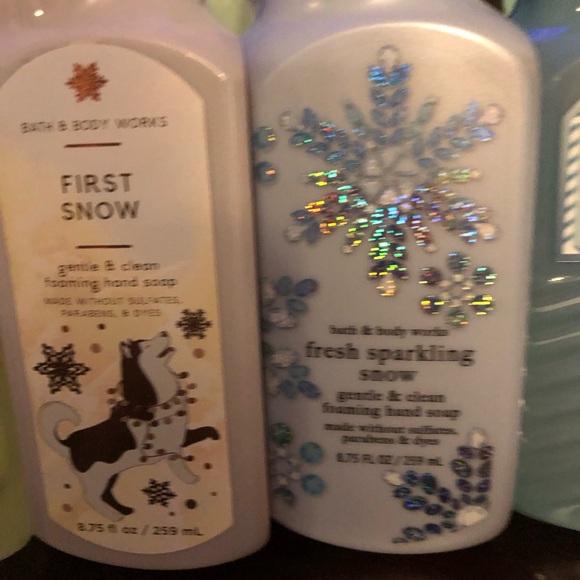 BATH & BODY WORKS
FIRST
SNOW
gentle & clean
foaming hand soap
MADE WITHOUT SULFATES,
PARABENS, & DYES
8.75 fl oz / 259 mL
bath & body works
fresh sparkling
snow
gentle & clean
foaming hand soap
made without sulfates,
parabens & dyes
8.75 FL OZ / 259 mL